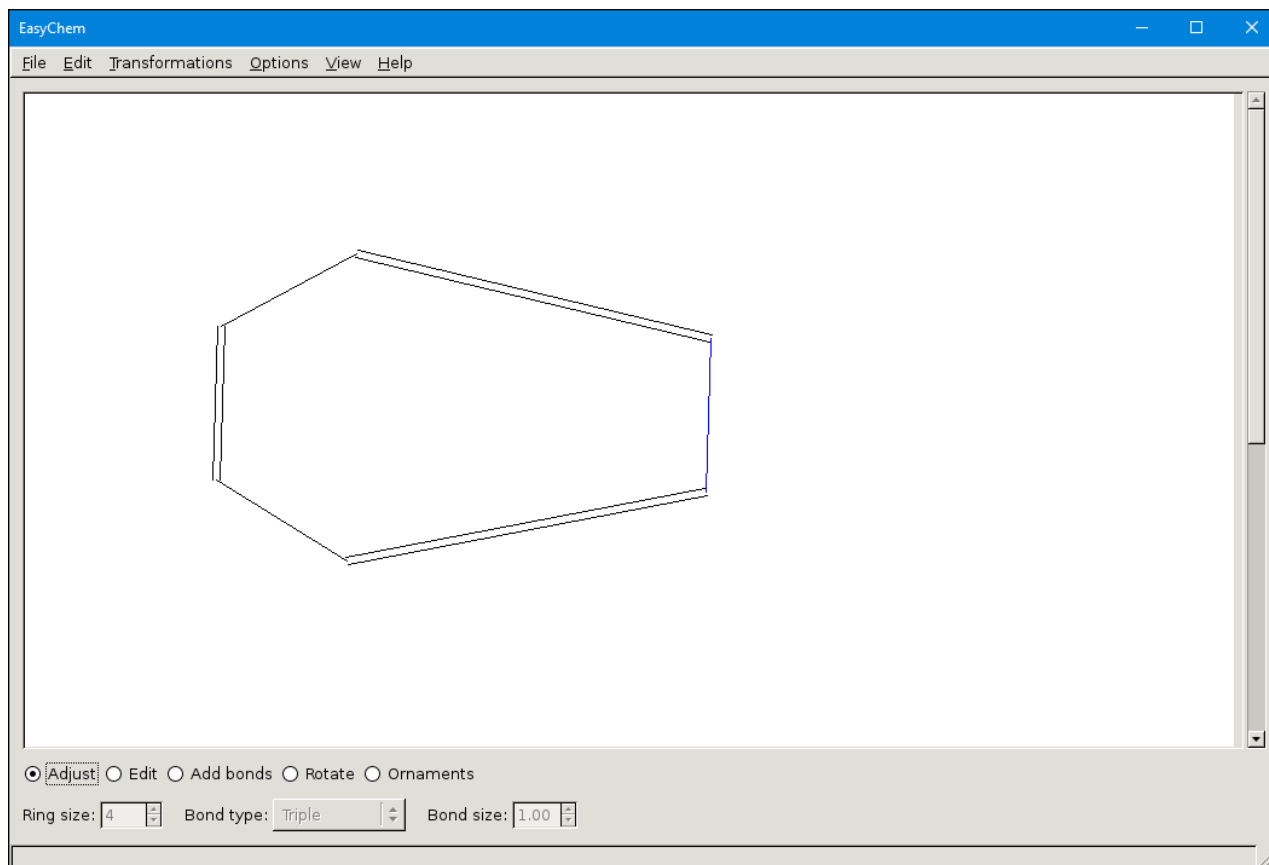 EasyChem
File Edit Transformations Options View Help
Adjust Edit Add bonds Rotate Ornaments
Ring size: 4 Bond type: Triple Bond size: 1.00